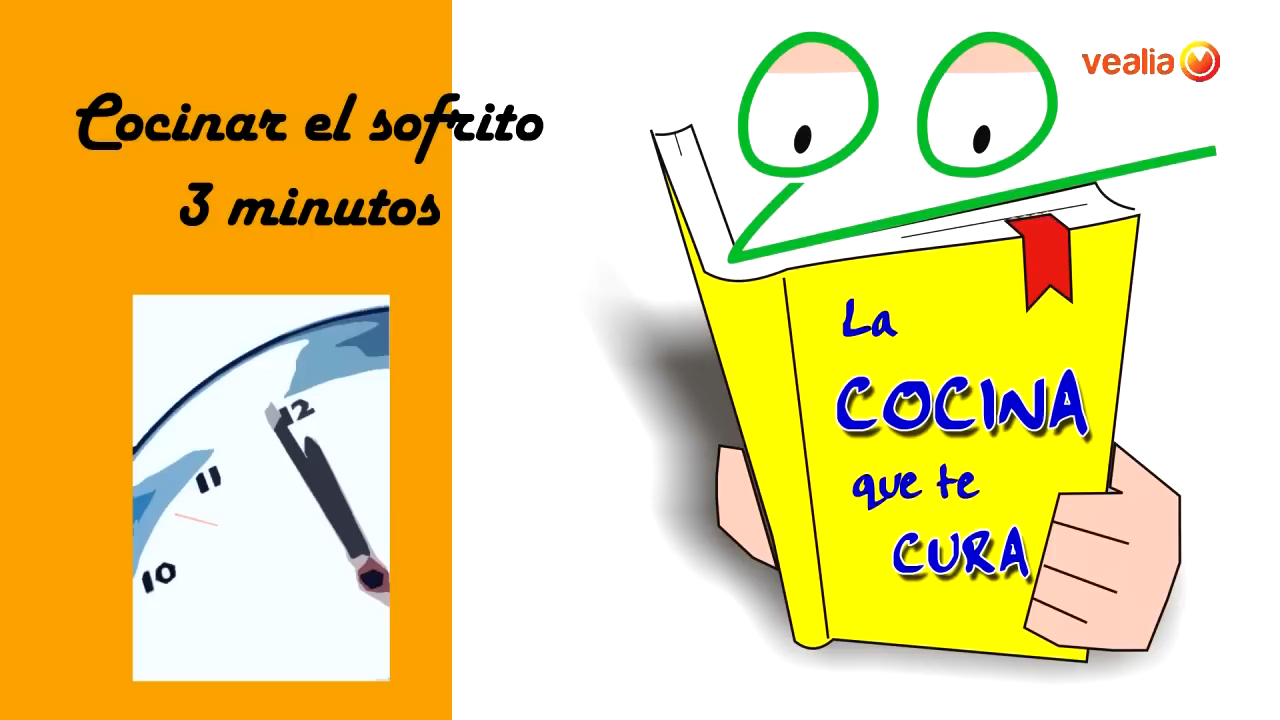 Cocinar el sofrito
3 minutos
12
11
10
vealia
La
COCINA
que te
CURA